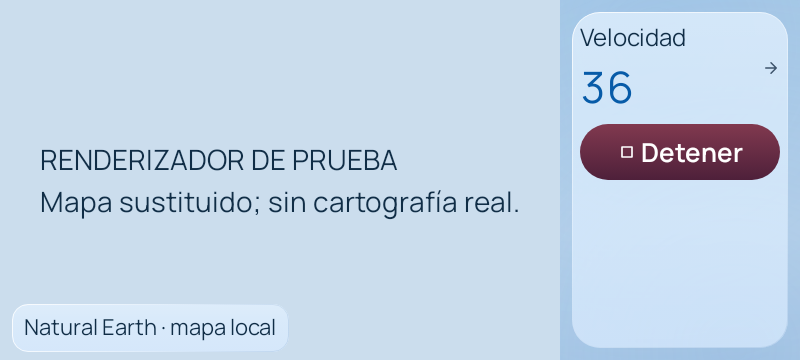 RENDERIZADOR DE PRUEBA
Mapa sustituido; sin cartografía real.
Natural Earth · mapa local
Velocidad
36
Detener